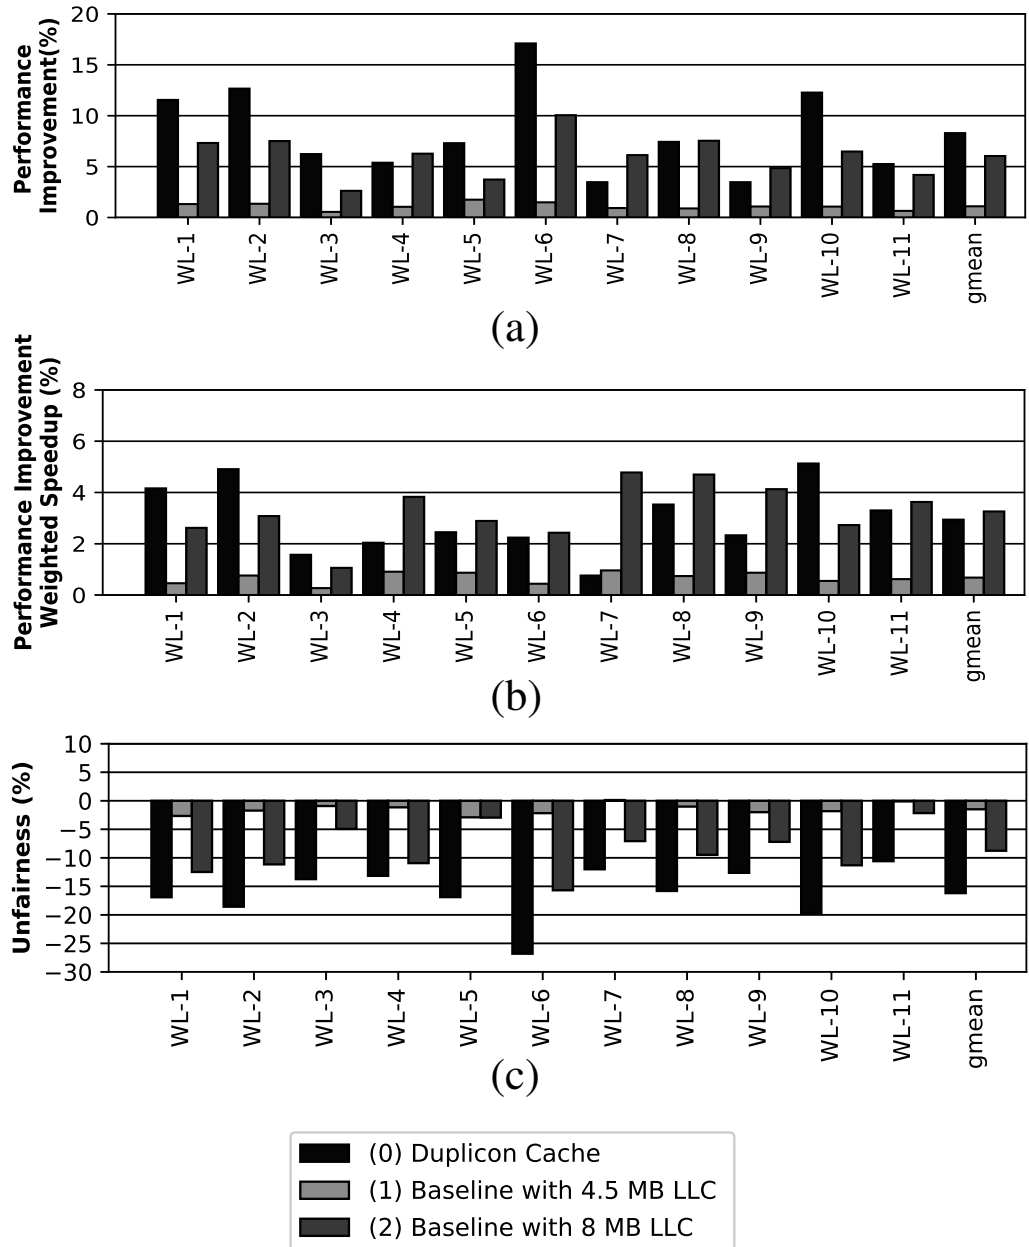 Performance
Improvement(%)
20
15
10
5
0
WL-1
WL-2
WL-3
WL-4
WL-5
WL-6
WL-7
WL-8
WL-9
WL-10
WL-11
gmean
(a)
Performance Improvement
Weighted Speedup (%)
8
6
4
2
0
WL-1
WL-2
WL-3
WL-4
WL-5
WL-6
WL-7
WL-8
WL-9
WL-10
WL-11
gmean
(b)
Unfairness (%)
10
5
0
−5
−10
−15
−20
−25
−30
WL-1
WL-2
WL-3
WL-4
WL-5
WL-6
WL-7
WL-8
WL-9
WL-10
WL-11
gmean
(c)
(0) Duplicon Cache
(1) Baseline with 4.5 MB LLC
(2) Baseline with 8 MB LLC